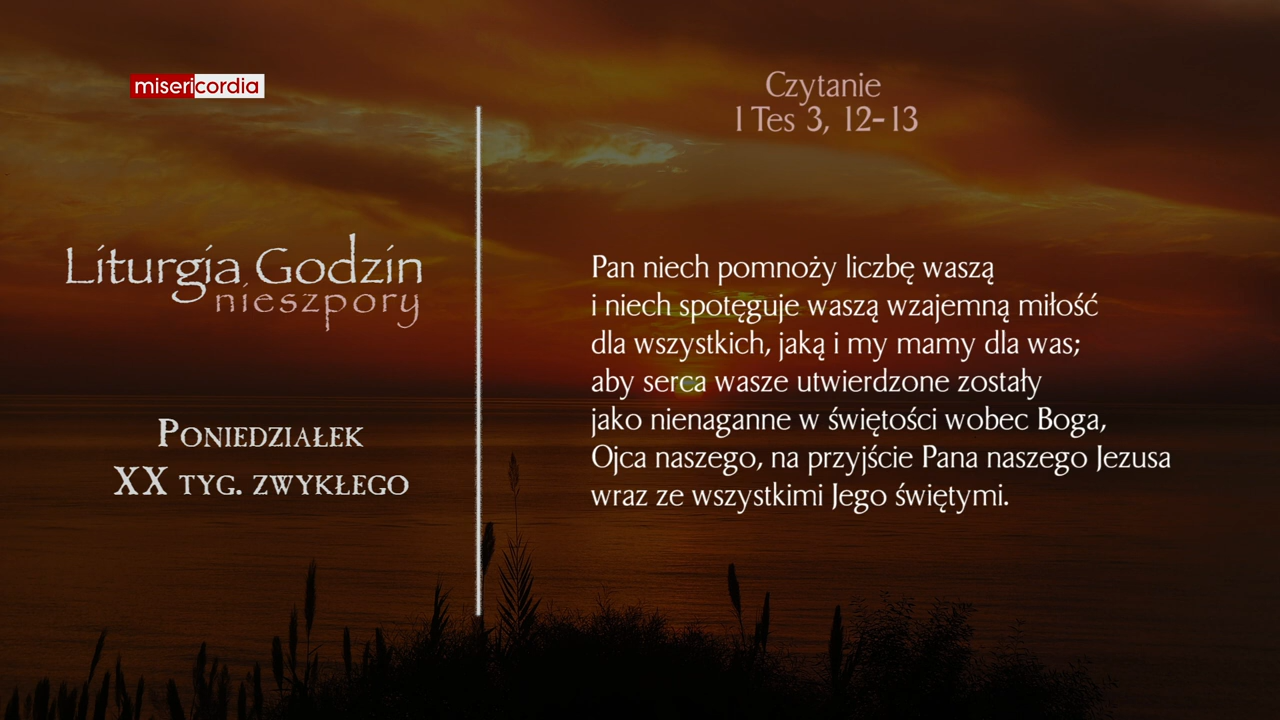 misericordia
Liturgia Godzin
nieszpory
Poniedziałek
XX tyg. zwykłego
Czytanie
1 Tes 3, 12-13
Pan niech pomnoży liczbę waszą
i niech spotęguje waszą wzajemną miłość
dla wszystkich, jaką i my mamy dla was;
aby serca wasze utwierdzone zostały
jako nienaganne w świętości wobec Boga,
Ojca naszego, na przyjście Pana naszego Jezusa
wraz ze wszystkimi Jego świętymi.